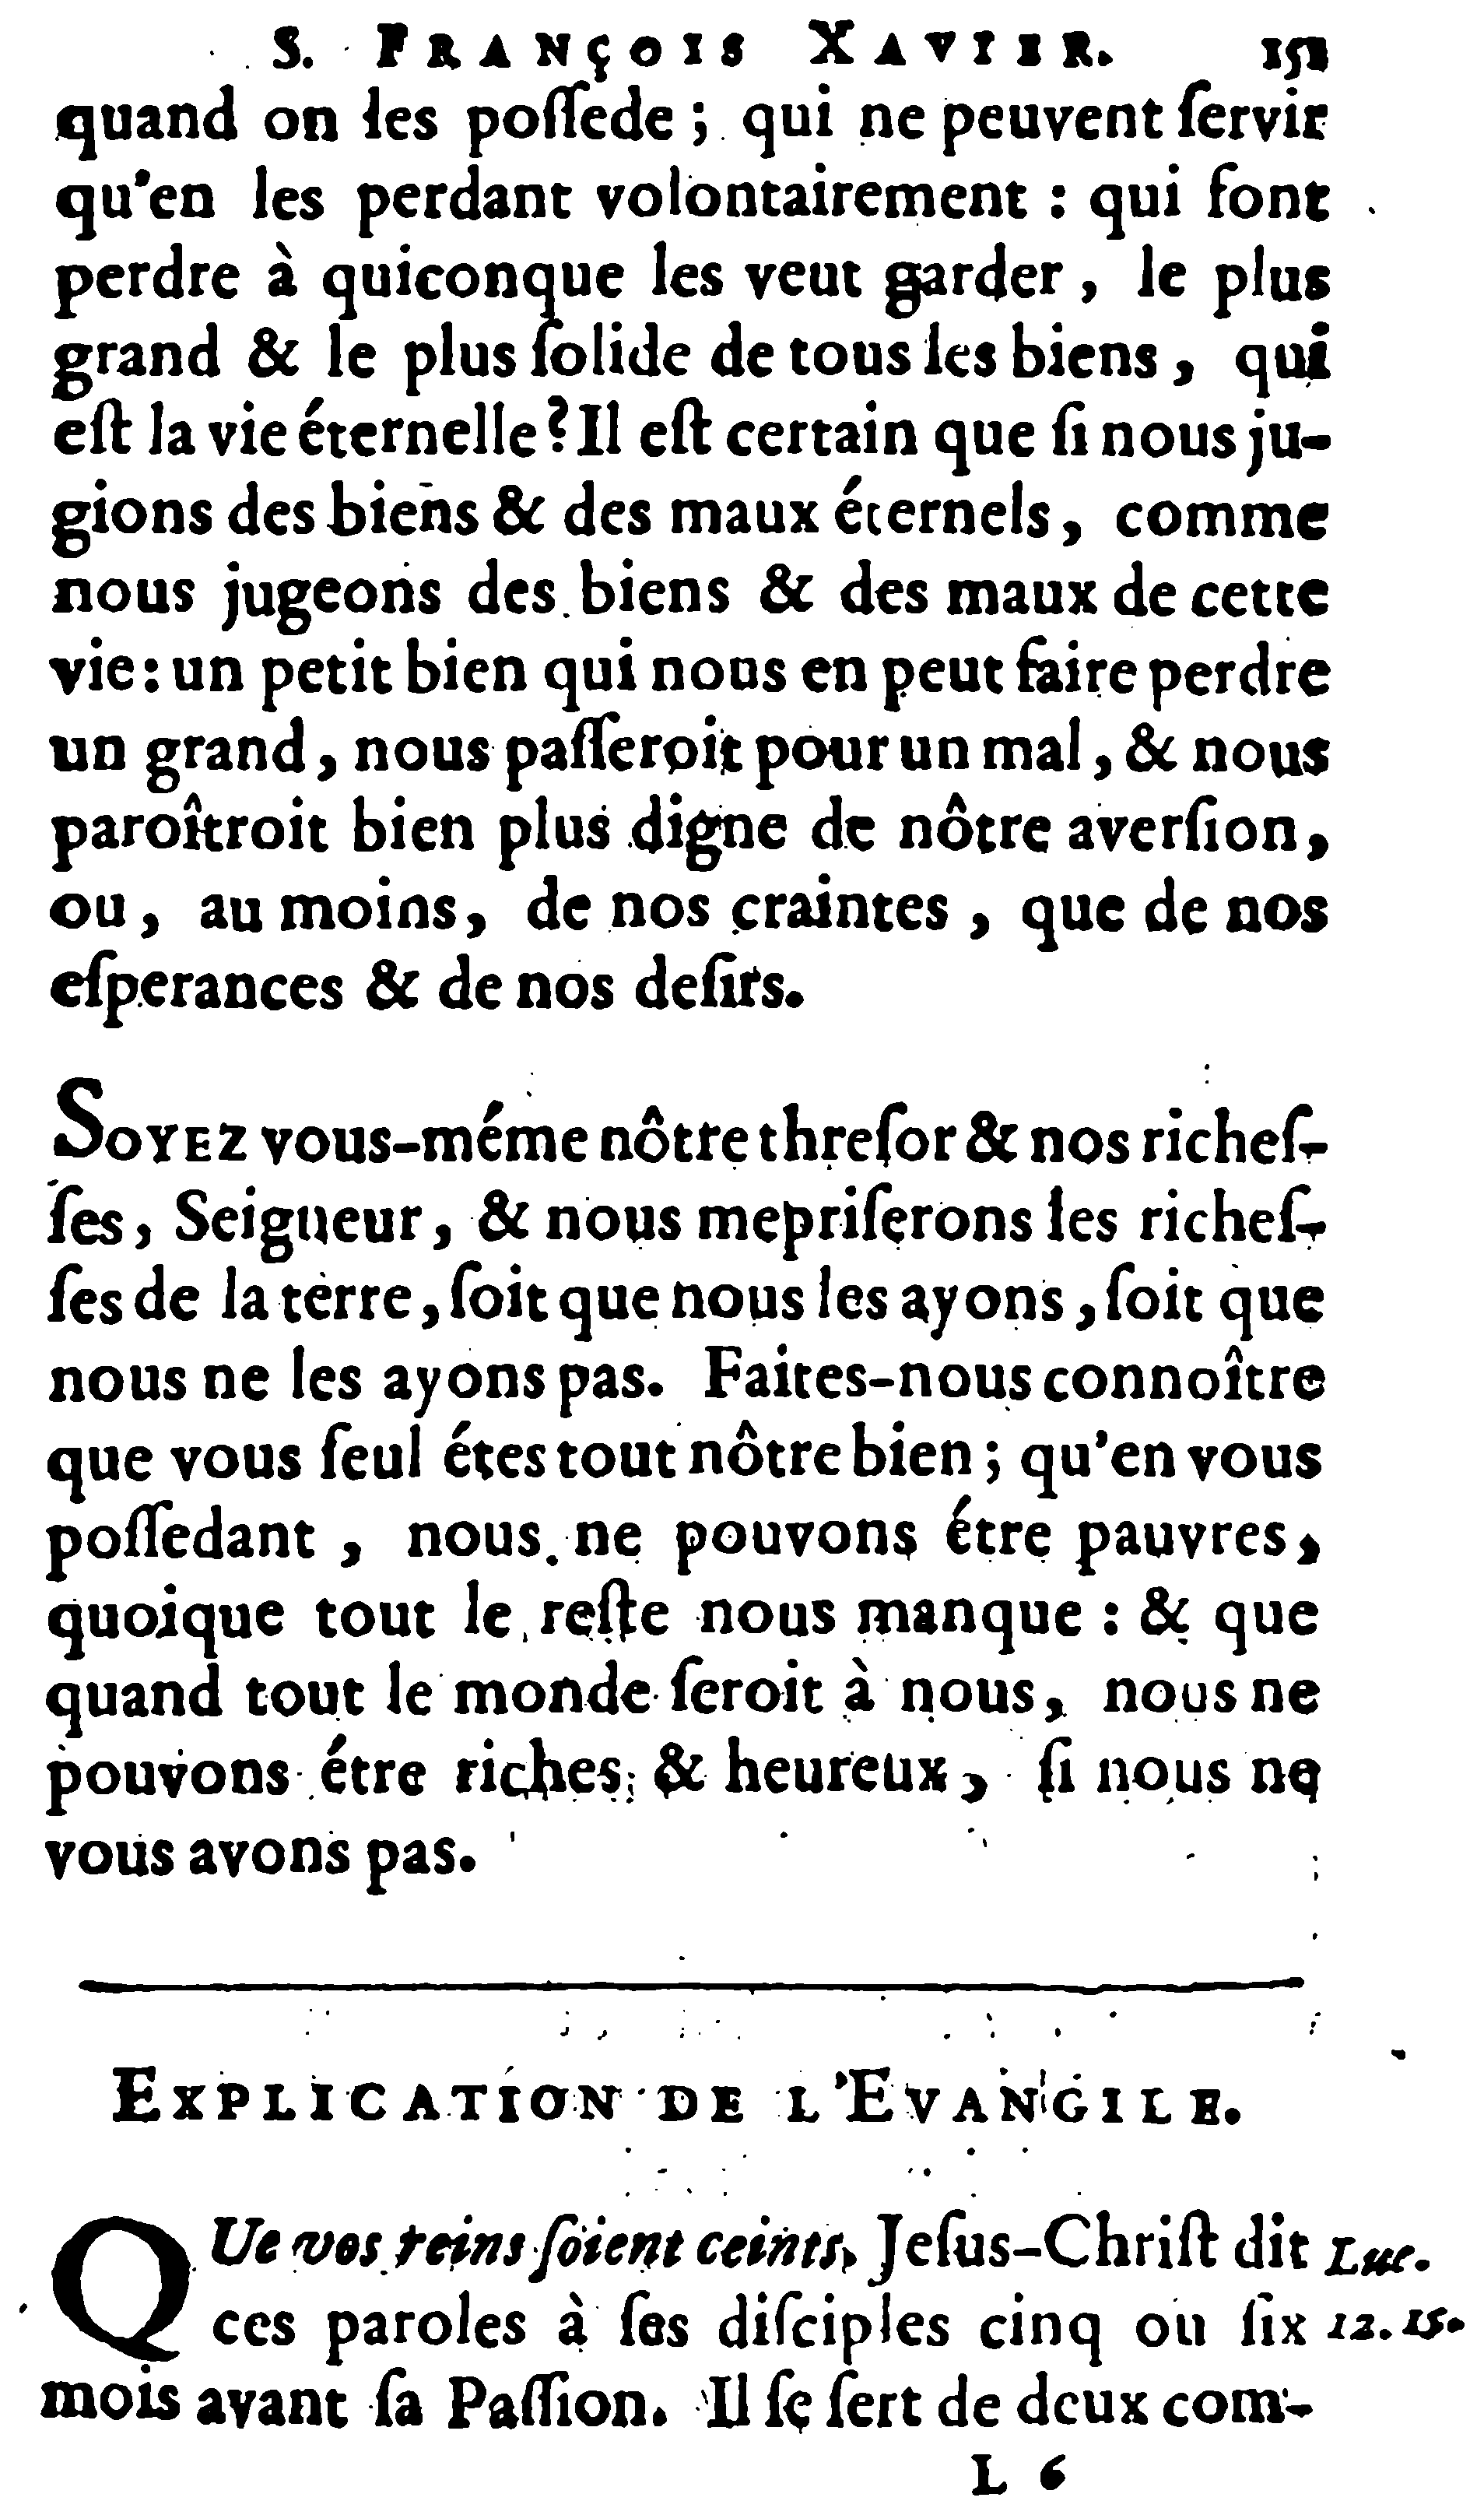 S. FRANÇOIS XAVIER.
quand on les poſſede ; qui ne peuvent ſervir
qu'en les perdant volontairement : qui font
perdre à quiconque les veut garder , le plus
grand & le plus ſolide de tous les biens , qui
eſt la vie éternelle ? Il eſt certain que ſi nous ju-
gions des biens & des maux éternels, comme
nous jugeons des biens & des maux de cette
vie : un petit bien qui nous en peut faire perdre
un grand , nous paſſeroit pour un mal , & nous
paroîtroit bien plus digne de nôtre averſion,
ou, au moins, de nos craintes , que de nos
eſperances & de nos deſirs.
SOYEZ vous-méme nôtre threſor & nos richeſ-
ſes , Seigneur , & nous mepriſerons les richeſ-
ſes de la terre , ſoit que nous les ayons , ſoit que
nous ne les ayons pas. Faites-nous connoître
que vous ſeul étes tout nôtre bien ; qu'en vous
poſſedant , nous ne pouvons étre pauvres,
quoique tout le reſte nous manque : & que
quand tout le monde ſeroit à nous, nous ne
pouvons étre riches & heureux, ſi nous ne
vous avons pas.
EXPLICATION DE L'EVANGILE.
QUe vos reins ſoient ceints, Jeſus-Chriſt dit Luc.
ces paroles à ſes diſciples cinq ou ſix 12. 15.
mois avant ſa Paſſion. Il ſe ſert de deux com-
L 6